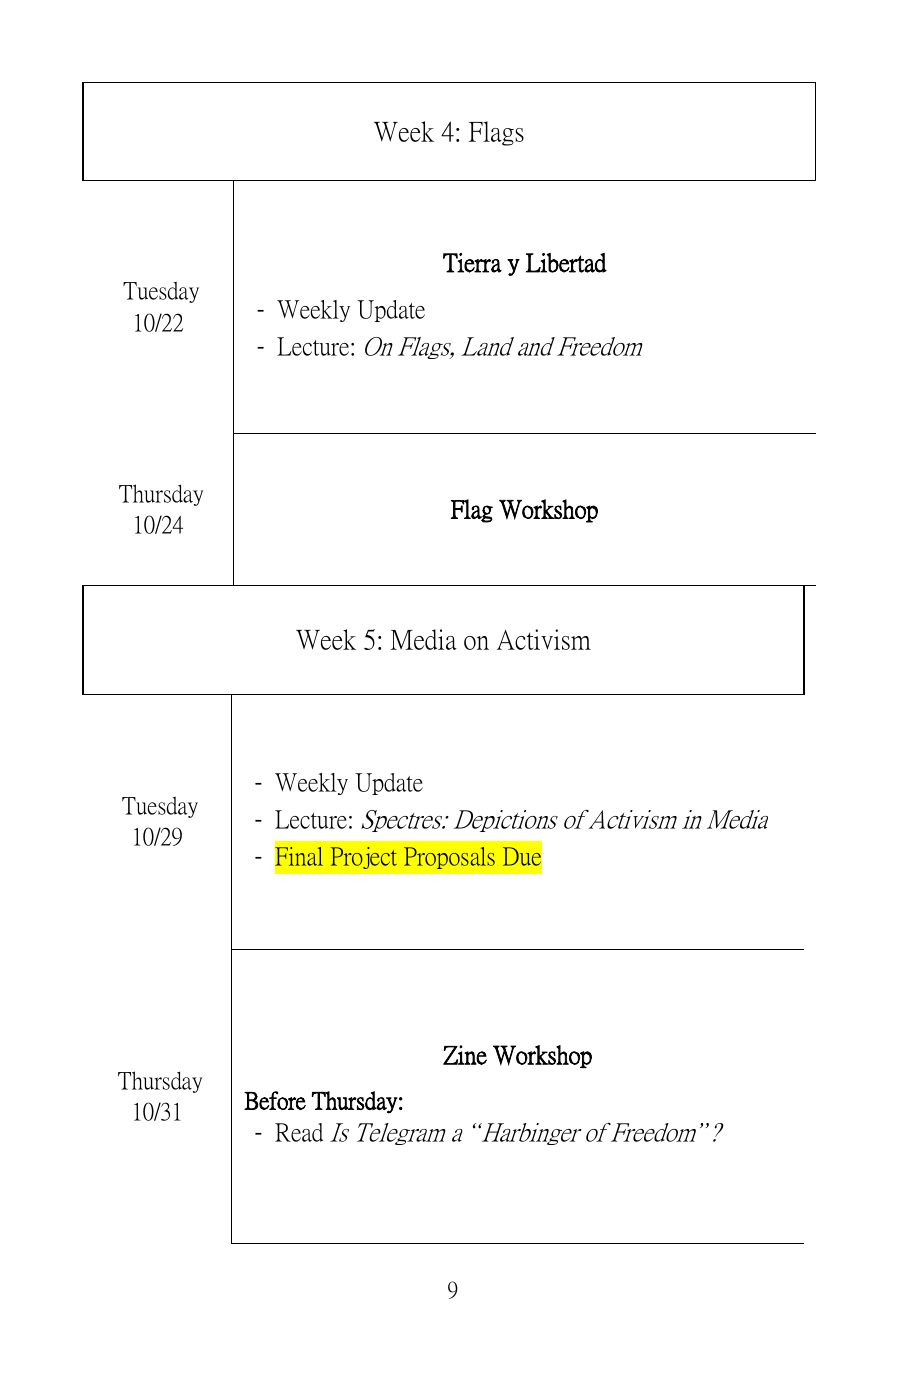 Week 4: Flags
Tuesday
10/22
Tierra y Libertad
- Weekly Update
- Lecture: On Flags, Land and Freedom
Thursday
10/24
Flag Workshop
Week 5: Media on Activism
Tuesday
10/29
- Weekly Update
- Lecture: Spectres: Depictions of Activism in Media
- Final Project Proposals Due
Thursday
10/31
Zine Workshop
Before Thursday:
- Read Is Telegram a “Harbinger of Freedom”?
9